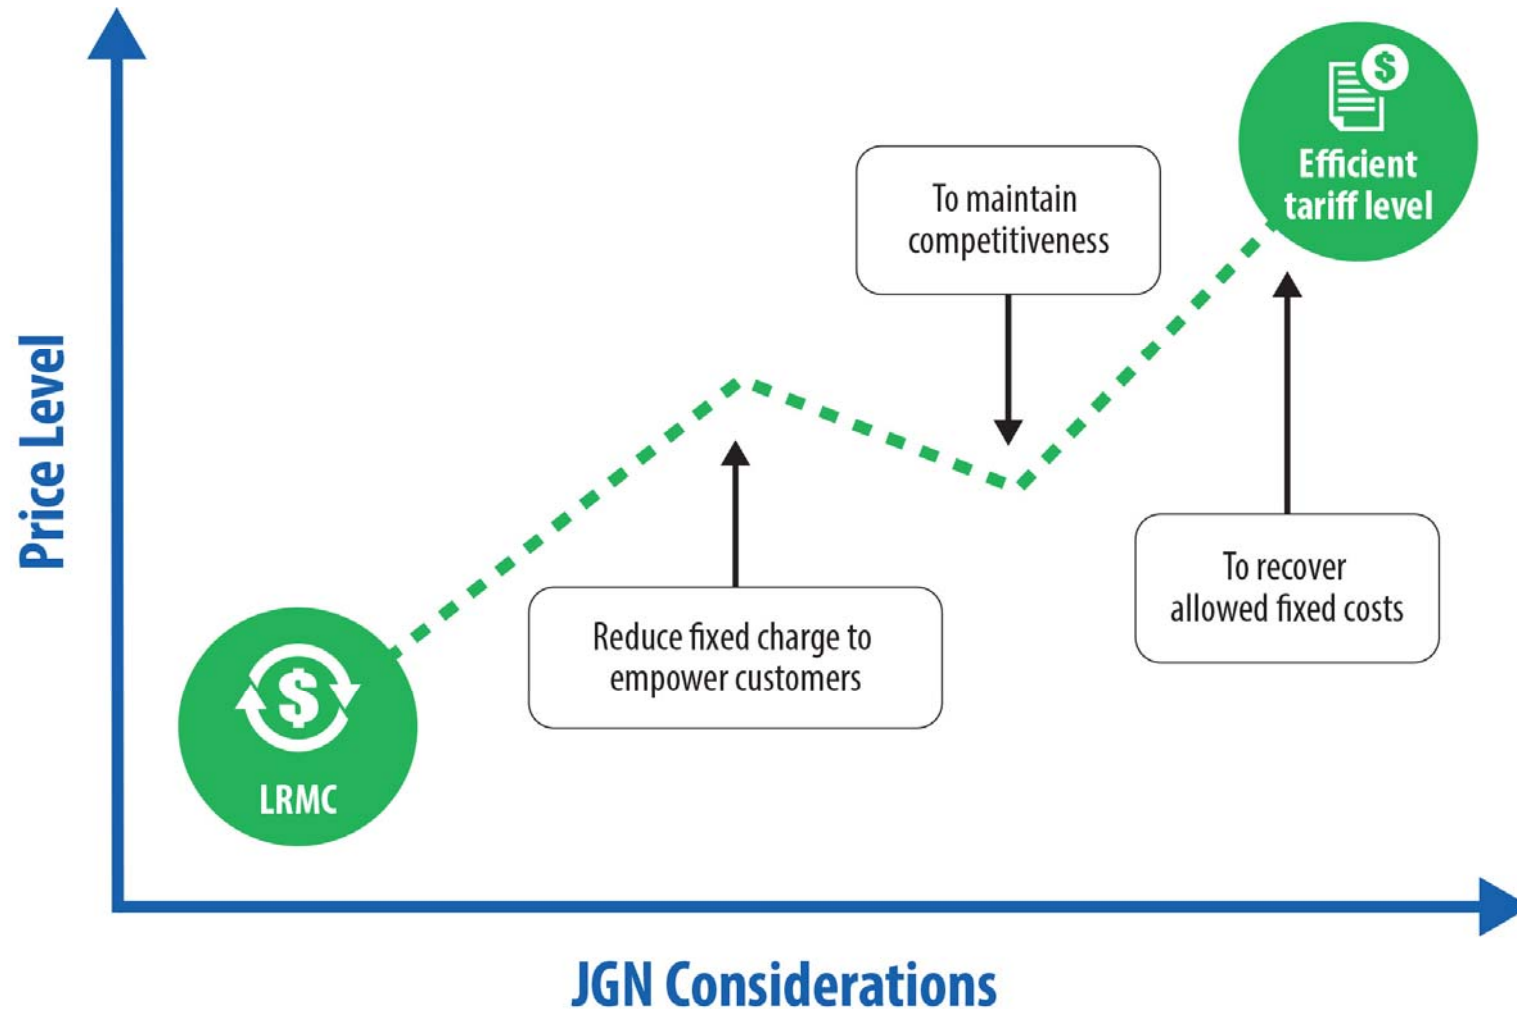 $
Efficient
tariff level
To maintain
competitiveness
Price Level
Reduce fixed charge to
empower customers
To recover
allowed fixed costs
$
LRMC
JGN Considerations